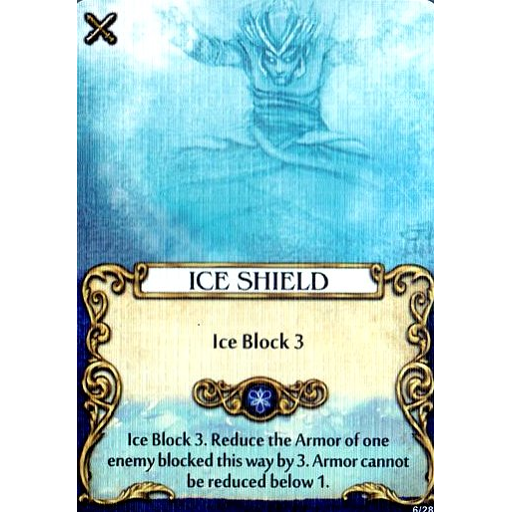 ICE SHIELD
Ice Block 3
Ice Block 3. Reduce the Armor of one
enemy blocked this way by 3. Armor cannot
be reduced below 1.
6/28